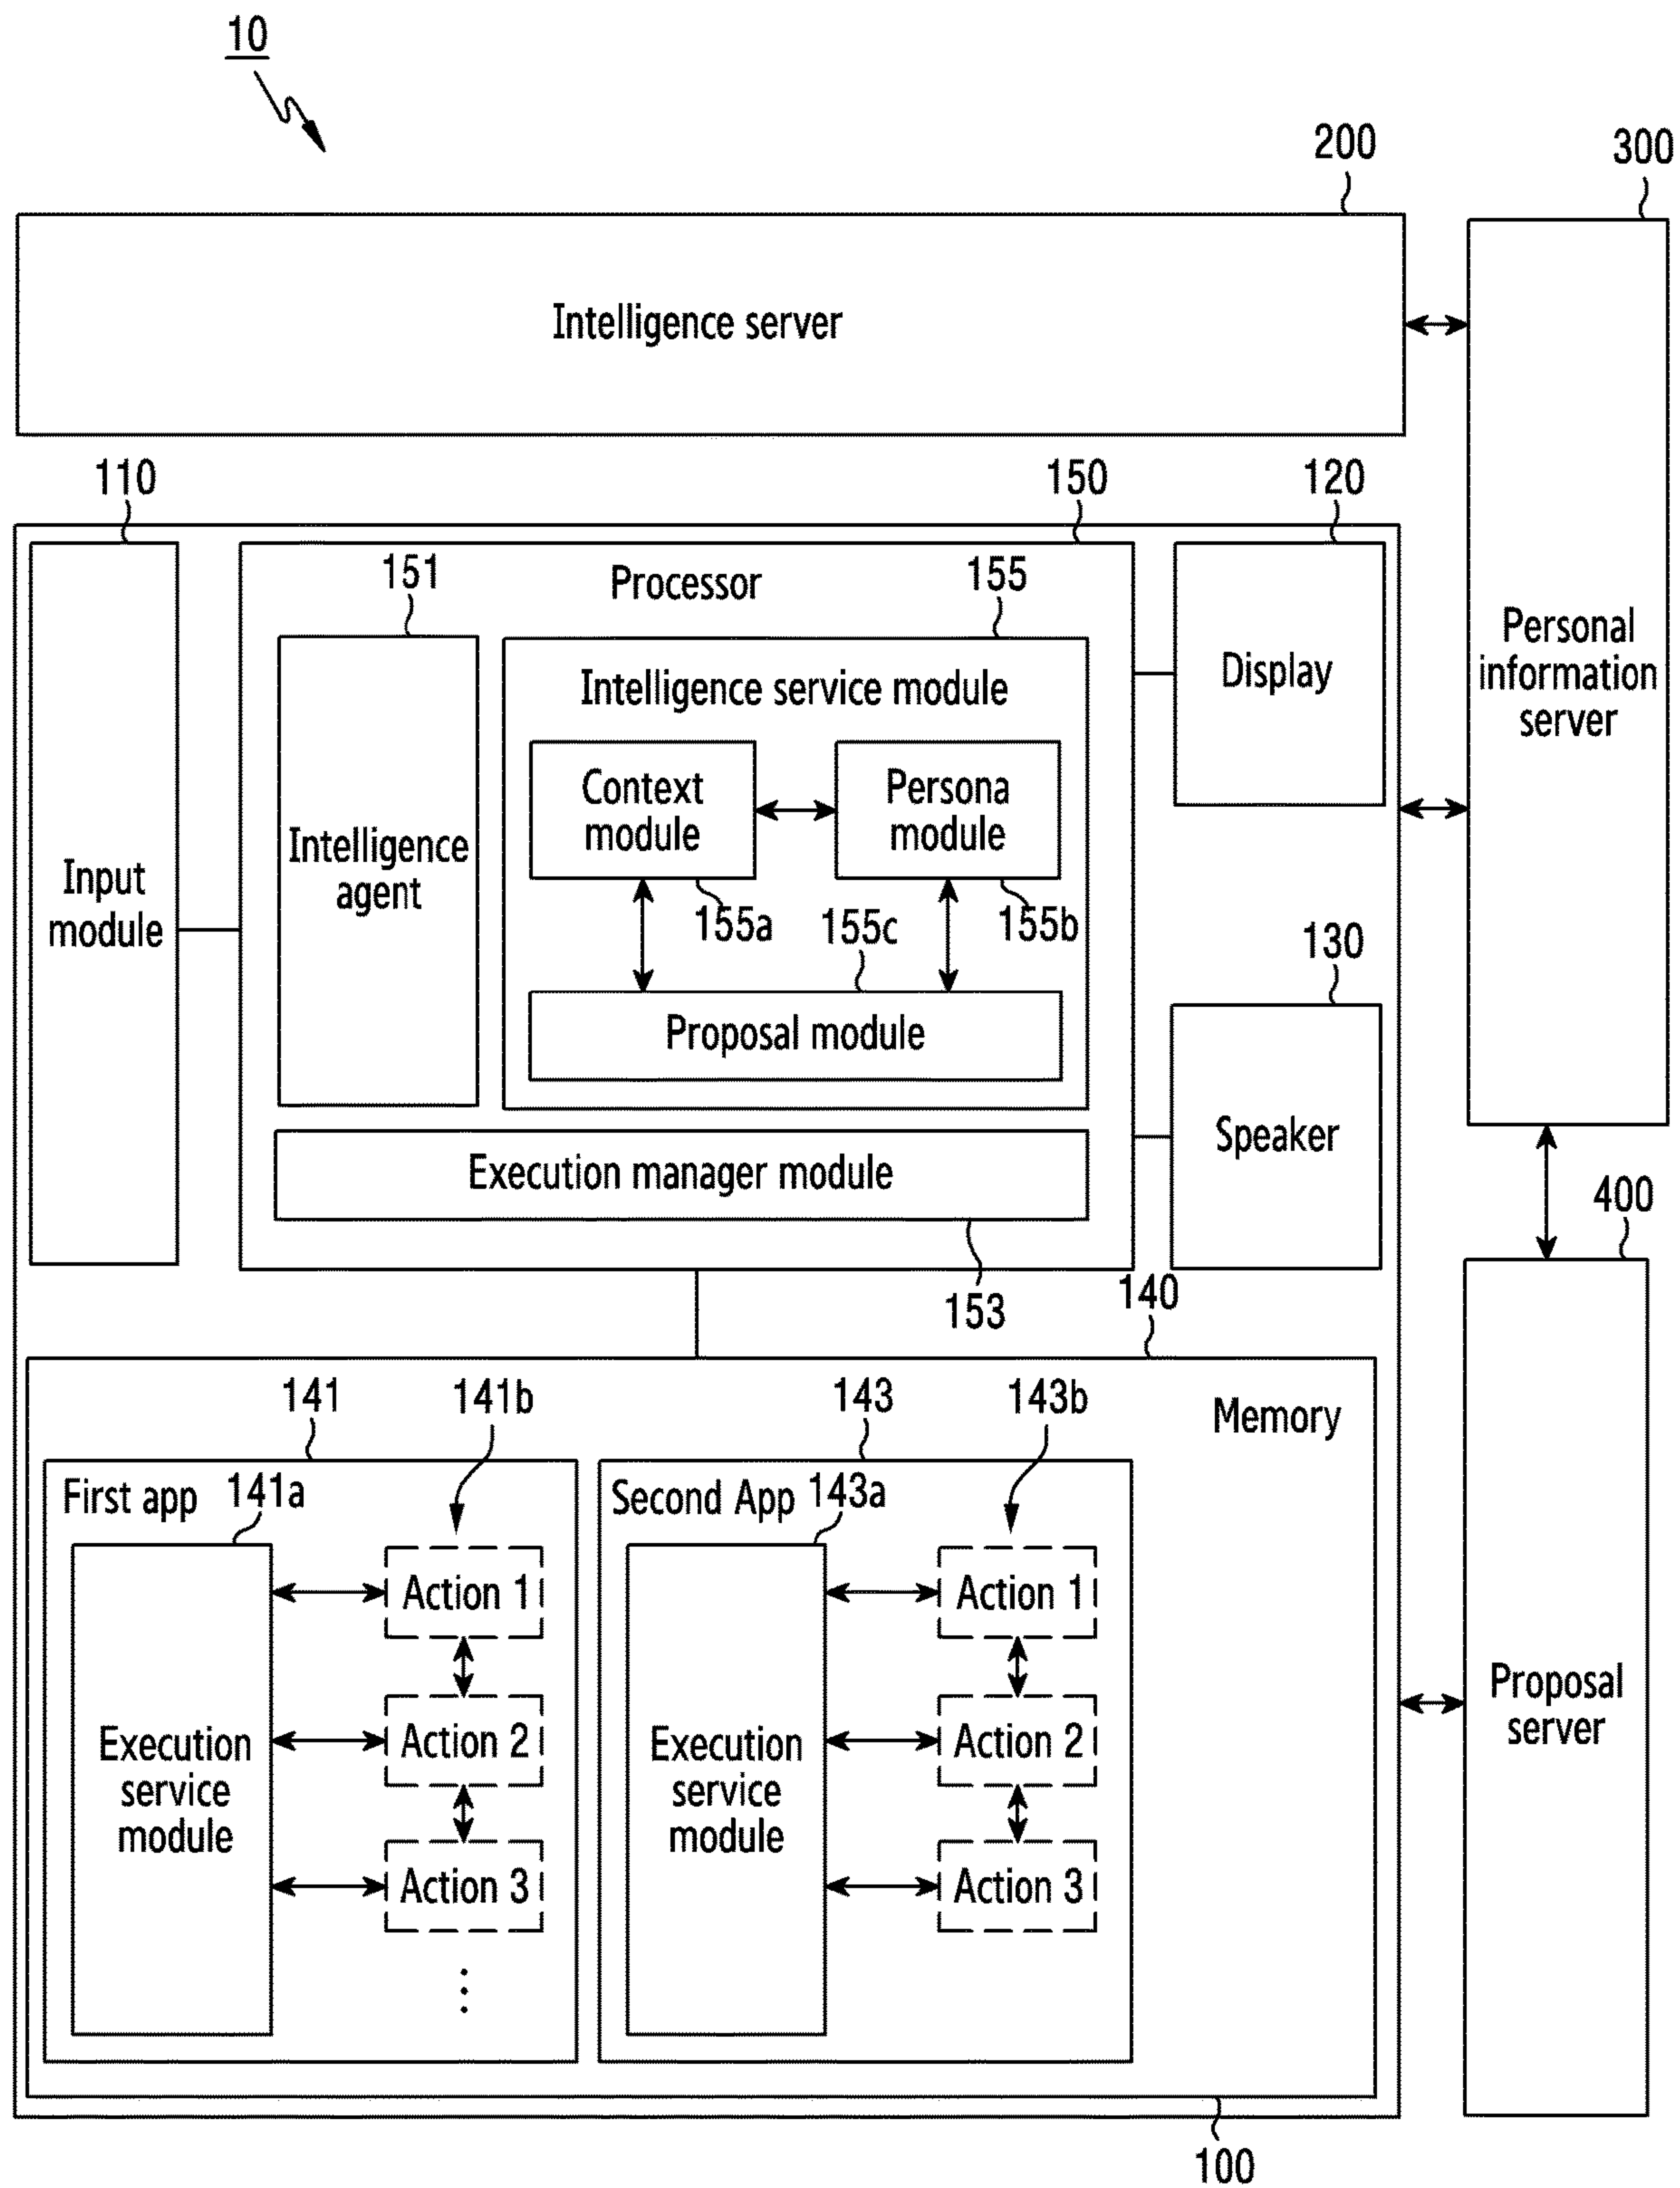 10
200
300
Intelligence server
110
150
120
151
Processor
155
Display
Personal
information
server
Intelligence service module
Context
module
Persona
module
Input
module
Intelligence
agent
155a
155c
155b
130
Proposal module
Speaker
Execution manager module
400
153
140
141
141b
143
143b
Memory
First app
141a
Second App
143a
Action 1
Action 1
Execution
service
module
Action 2
Execution
service
module
Action 2
Proposal
server
Action 3
Action 3
100